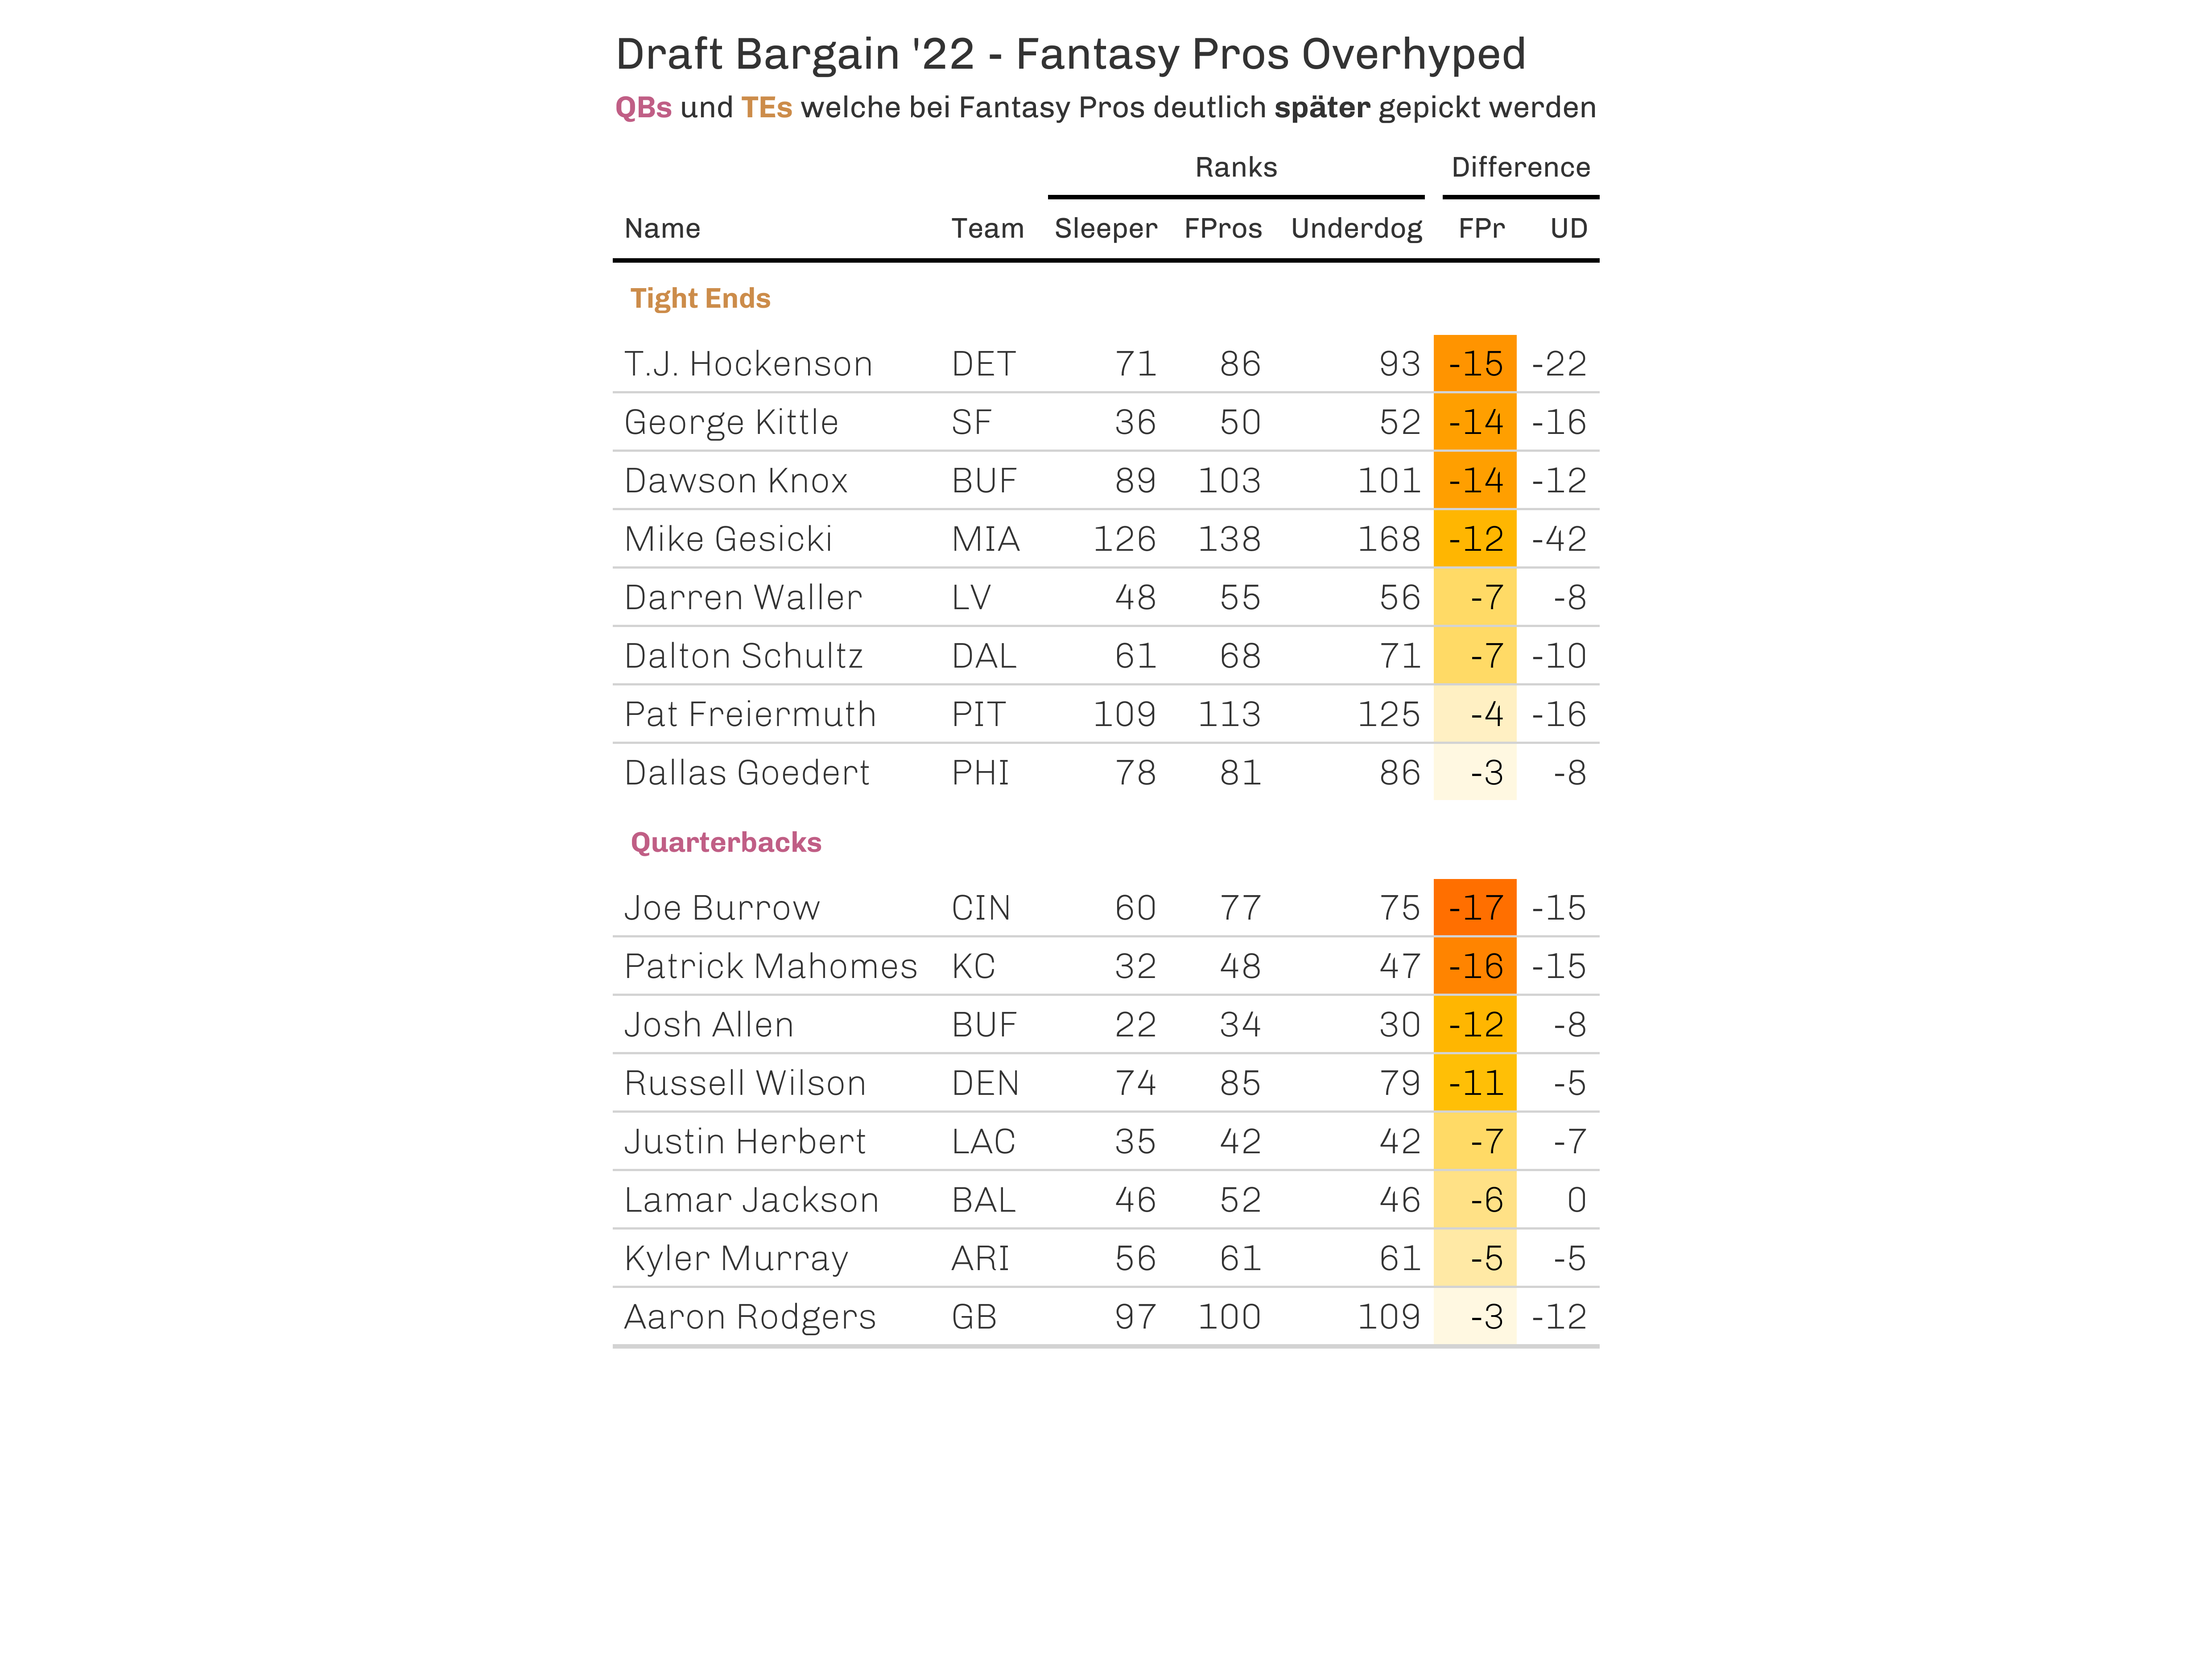 Draft Bargain '22 - Fantasy Pros Overhyped
QBs und TEs welche bei Fantasy Pros deutlich später gepickt werden
Ranks Difference
Name Team Sleeper FPros Underdog FPr UD
Tight Ends
T.J. Hockenson DET 71 86 93 -15 -22
George Kittle SF 36 50 52 -14 -16
Dawson Knox BUF 89 103 101 -14 -12
Mike Gesicki MIA 126 138 168 -12 -42
Darren Waller LV 48 55 56 -7 -8
Dalton Schultz DAL 61 68 71 -7 -10
Pat Freiermuth PIT 109 113 125 -4 -16
Dallas Goedert PHI 78 81 86 -3 -8
Quarterbacks
Joe Burrow CIN 60 77 75 -17 -15
Patrick Mahomes KC 32 48 47 -16 -15
Josh Allen BUF 22 34 30 -12 -8
Russell Wilson DEN 74 85 79 -11 -5
Justin Herbert LAC 35 42 42 -7 -7
Lamar Jackson BAL 46 52 46 -6 0
Kyler Murray ARI 56 61 61 -5 -5
Aaron Rodgers GB 97 100 109 -3 -12